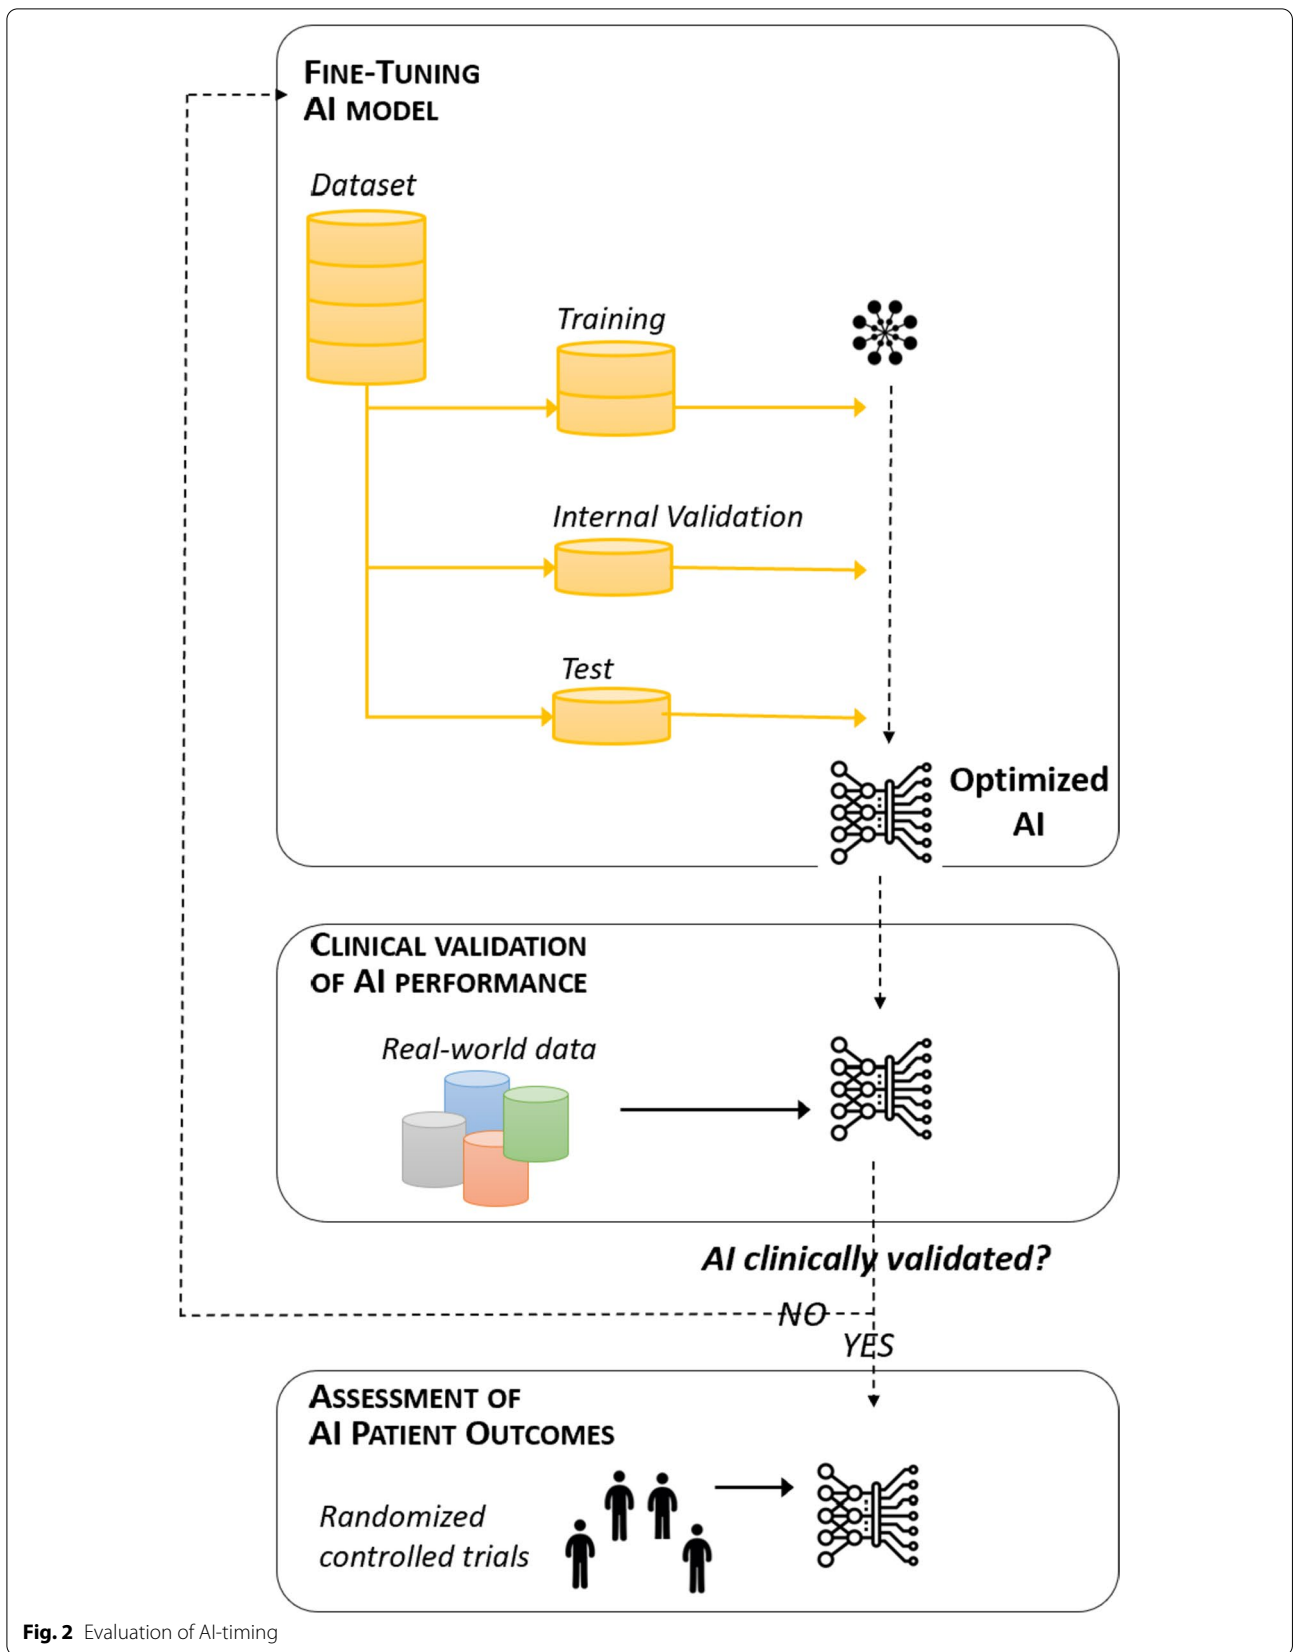 FINE-TUNING
AI MODEL
Dataset
Training
Internal Validation
Test
Optimized
AI
CLINICAL VALIDATION
OF AI PERFORMANCE
Real-world data
AI clinically validated?
NO
YES
ASSESSMENT OF
AI PATIENT OUTCOMES
Randomized
controlled trials
Fig. 2 Evaluation of AI-timing